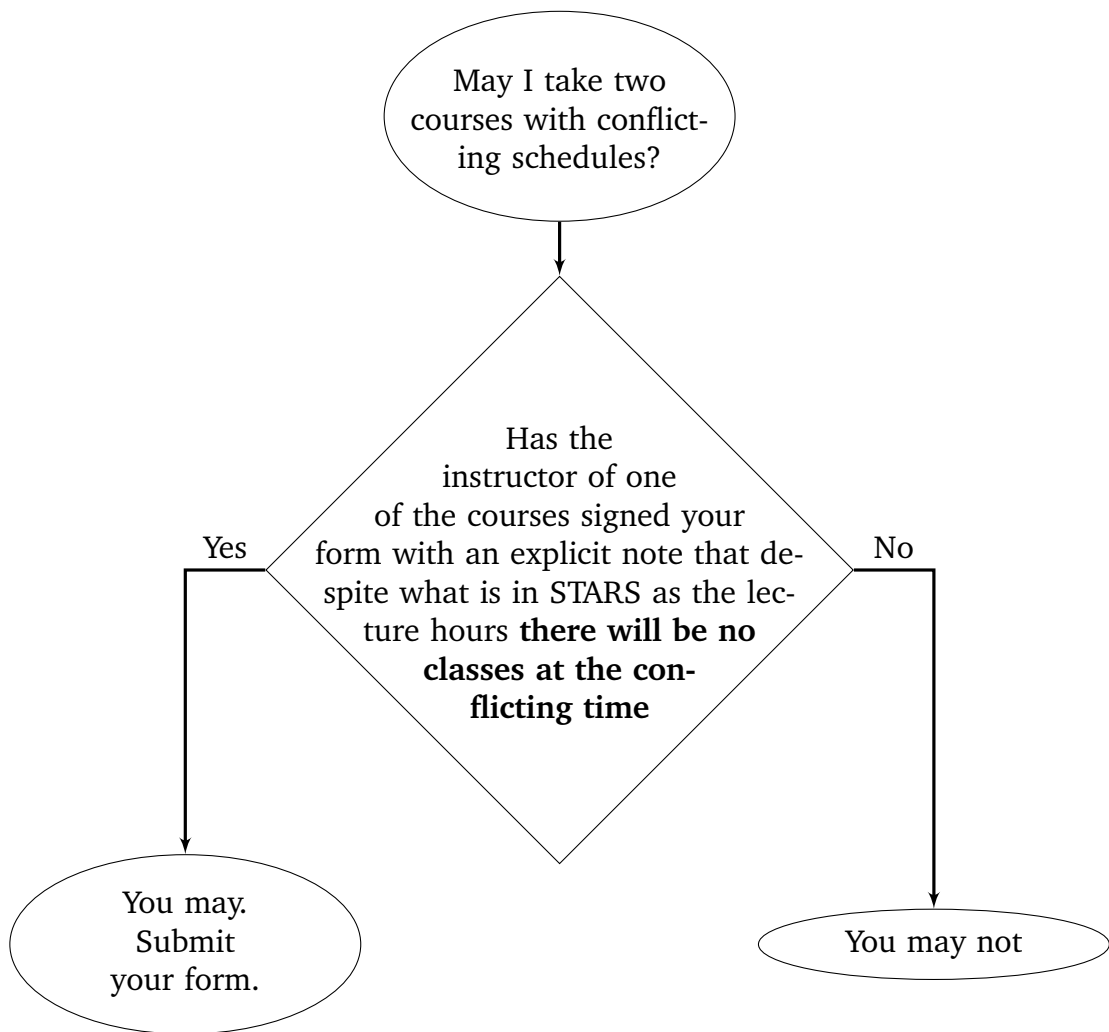 May I take two
courses with conflict-
ing schedules?
Has the
instructor of one
of the courses signed your
form with an explicit note that de-
spite what is in STARS as the lec-
ture hours there will be no
classes at the con-
flicting time
Yes
No
You may.
Submit
your form.
You may not